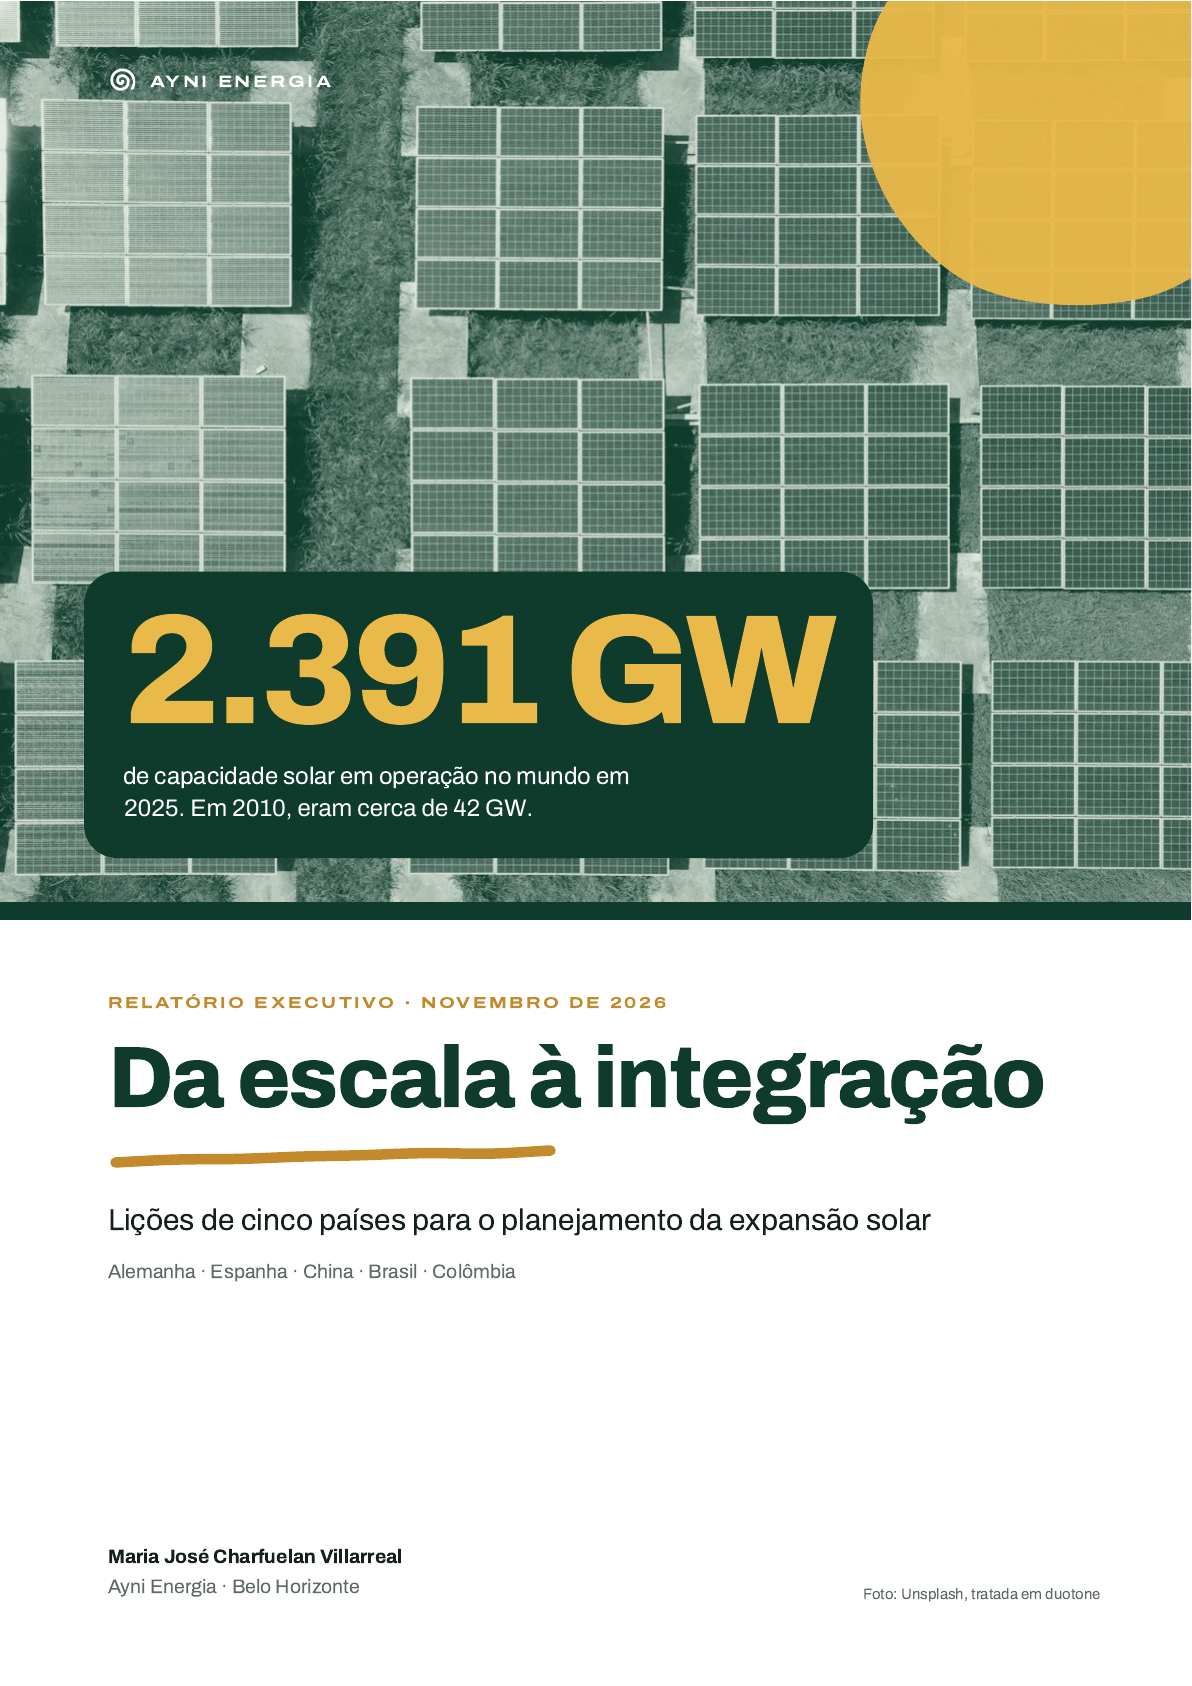 AYNI ENERGIA
2.391 GW
de capacidade solar em operação no mundo em
2025. Em 2010, eram cerca de 42 GW.
RELATÓRIO EXECUTIVO · NOVEMBRO DE 2026
Da escala à integração
Lições de cinco países para o planejamento da expansão solar
Alemanha · Espanha · China · Brasil · Colômbia
Maria José Charfuelan Villarreal
Ayni Energia · Belo Horizonte
Foto: Unsplash, tratada em duotone